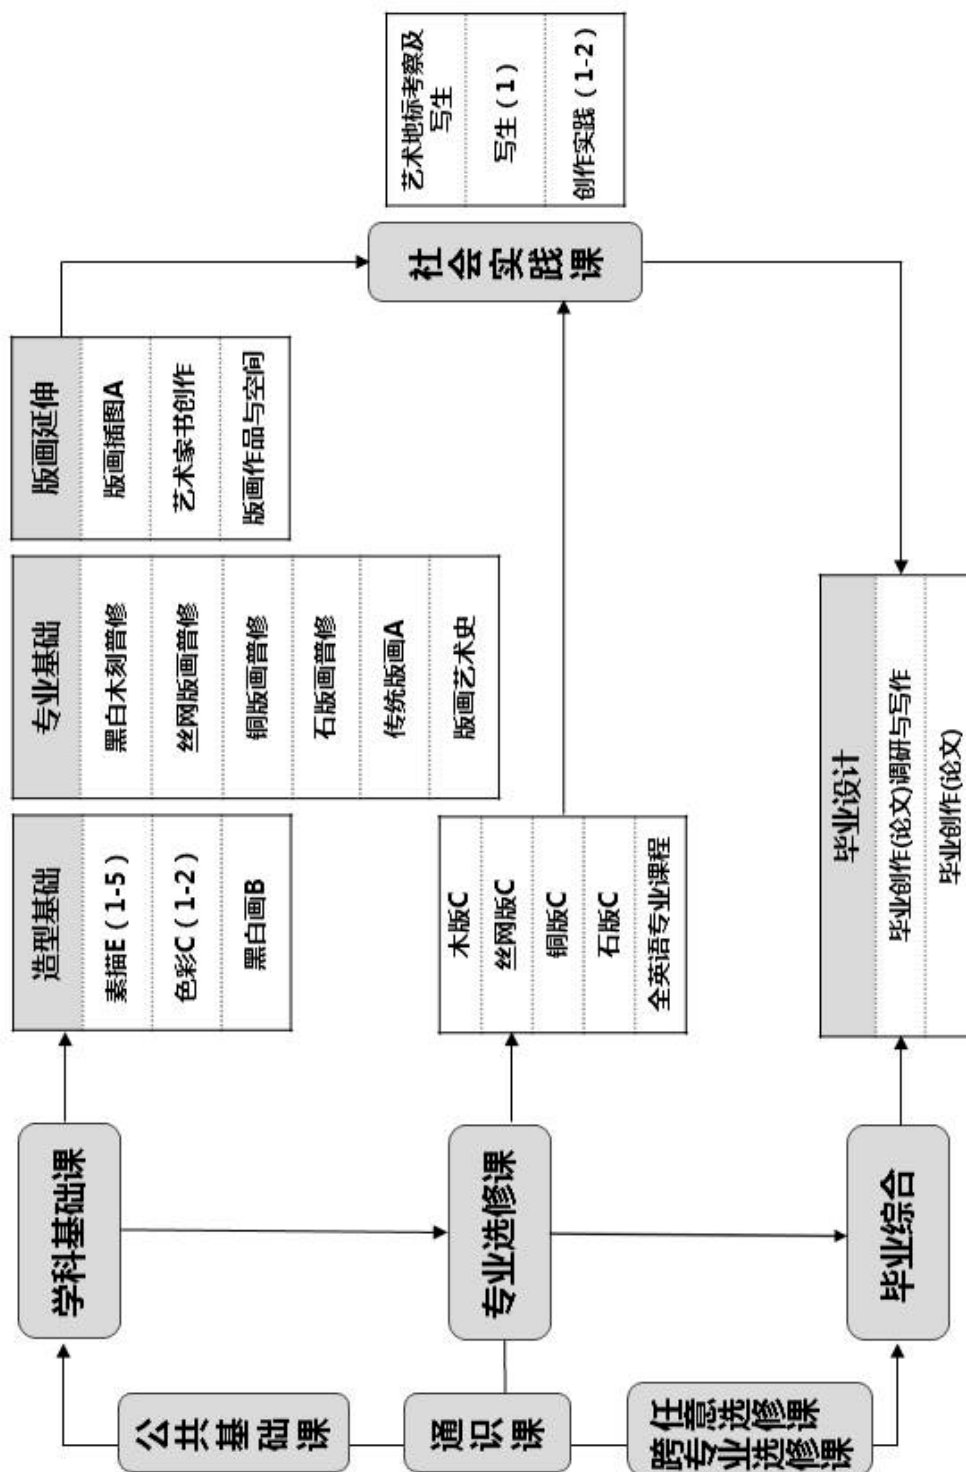 公共基础课
通识课
任意选修课
跨专业选修课
学科基础课
专业选修课
毕业综合
造型基础
素描E（1-5）
色彩C（1-2）
黑白画B
专业基础
黑白木刻普修
丝网版画普修
铜版画普修
石版画普修
传统版画A
版画艺术史
版画延伸
版画插图A
艺术家书创作
版画作品与空间
木版C
丝网版C
铜版C
石版C
全英语专业课程
社会实践课
艺术地标考察及
写生
写生（1）
创作实践（1-2）
毕业设计
毕业创作(论文)调研与写作
毕业创作(论文)